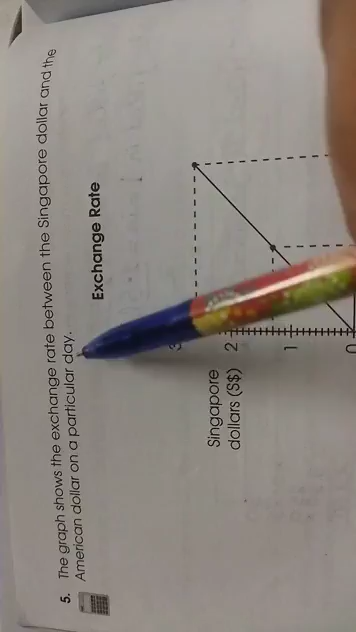 5. The graph shows the exchange rate between the Singapore dollar and the
American dollar on a particular day.
Exchange Rate
Singapore
dollars (S$)
3
2
1
0